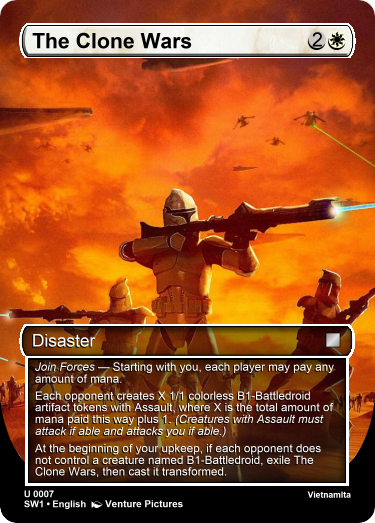 The Clone Wars 2
Disaster
Join Forces — Starting with you, each player may pay any
amount of mana.
Each opponent creates X 1/1 colorless B1-Battledroid
artifact tokens with Assault, where X is the total amount of
mana paid this way plus 1. (Creatures with Assault must
attack if able and attacks you if able.)
At the beginning of your upkeep, if each opponent does
not control a creature named B1-Battledroid, exile The
Clone Wars, then cast it transformed.
U 0007
Vietnamita
SW1 • English Venture Pictures